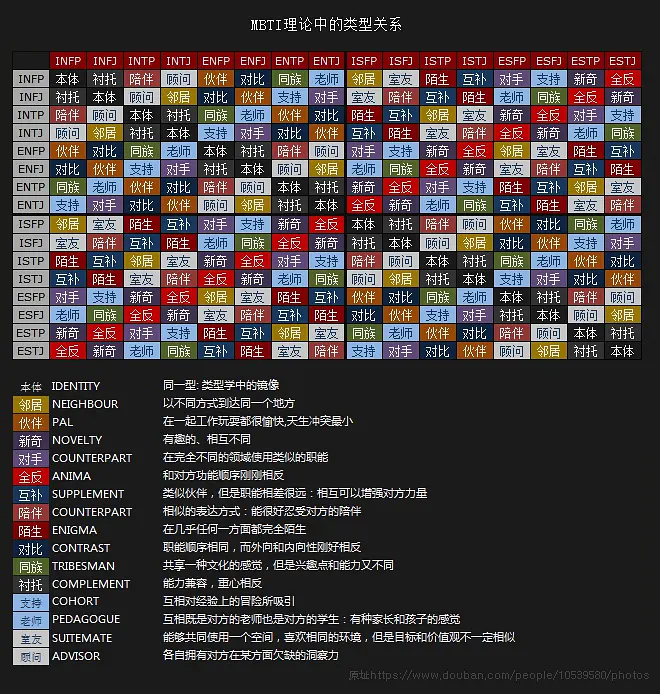 MBTI理论中的类型关系
INFP INFJ INTP INTJ ENFP ENFJ ENTP ENTJ ISFP ISFJ ISTP ISTJ ESFP ESFJ ESTP ESTJ
INFP 本体 衬托 陪伴 顾问 伙伴 对比 同族 老师 邻居 室友 陌生 互补 对手 支持 新奇 全反
INFJ 衬托 本体 顾问 邻居 对比 伙伴 支持 对手 室友 陪伴 互补 陌生 老师 同族 全反 新奇
INTP 陪伴 顾问 本体 衬托 同族 老师 伙伴 对比 陌生 互补 邻居 室友 新奇 全反 对手 支持
INTJ 顾问 邻居 衬托 本体 支持 对手 对比 伙伴 互补 陌生 室友 陪伴 全反 新奇 老师 同族
ENFP 伙伴 对比 同族 老师 本体 衬托 陪伴 顾问 对手 支持 新奇 全反 邻居 室友 陌生 互补
ENFJ 对比 伙伴 支持 对手 衬托 本体 顾问 邻居 老师 同族 全反 新奇 室友 陪伴 互补 陌生
ENTP 同族 老师 伙伴 对比 陪伴 顾问 本体 衬托 新奇 全反 对手 支持 陌生 互补 邻居 室友
ENTJ 支持 对手 对比 伙伴 顾问 邻居 衬托 本体 全反 新奇 老师 同族 互补 陌生 室友 陪伴
ISFP 邻居 室友 陌生 互补 对手 支持 新奇 全反 本体 衬托 陪伴 顾问 伙伴 对比 同族 老师
ISFJ 室友 陪伴 互补 陌生 老师 同族 全反 新奇 衬托 本体 顾问 邻居 对比 伙伴 支持 对手
ISTP 陌生 互补 邻居 室友 新奇 全反 对手 支持 陪伴 顾问 本体 衬托 同族 老师 伙伴 对比
ISTJ 互补 陌生 室友 陪伴 全反 新奇 老师 同族 顾问 邻居 衬托 本体 支持 对手 对比 伙伴
ESFP 对手 支持 新奇 全反 邻居 室友 陌生 互补 伙伴 对比 同族 老师 本体 衬托 陪伴 顾问
ESFJ 老师 同族 全反 新奇 室友 陪伴 互补 陌生 对比 伙伴 支持 对手 衬托 本体 顾问 邻居
ESTP 新奇 全反 对手 支持 陌生 互补 邻居 室友 同族 老师 伙伴 对比 陪伴 顾问 本体 衬托
ESTJ 全反 新奇 老师 同族 互补 陌生 室友 陪伴 支持 对手 对比 伙伴 顾问 邻居 衬托 本体
本体 IDENTITY 同一型: 类型学中的镜像
邻居 NEIGHBOUR 以不同方式到达同一个地方
伙伴 PAL 在一起工作玩耍都很愉快,天生冲突最小
新奇 NOVELTY 有趣的、相互不同
对手 COUNTERPART 在完全不同的领域使用类似的职能
全反 ANIMA 和对方功能顺序刚刚相反
互补 SUPPLEMENT 类似伙伴，但是职能相差很远：相互可以增强对方力量
陪伴 COUNTERPART 相似的表达方式：能很好忍受对方的陪伴
陌生 ENIGMA 在几乎任何一方面都完全陌生
对比 CONTRAST 职能顺序相同，而外向和内向性刚好相反
同族 TRIBESMAN 共享一种文化的感觉，但是兴趣点和能力又不同
衬托 COMPLEMENT 能力兼容，重心相反
支持 COHORT 互相对经验上的冒险所吸引
老师 PEDAGOGUE 互相既是对方的老师也是对方的学生：有种家长和孩子的感觉
室友 SUITEMATE 能够共同使用一个空间，喜欢相同的环境，但是目标和价值观不一定相似
顾问 ADVISOR 各自拥有对方在某方面欠缺的洞察力
原址https://www.douban.com/people/10539580/photos